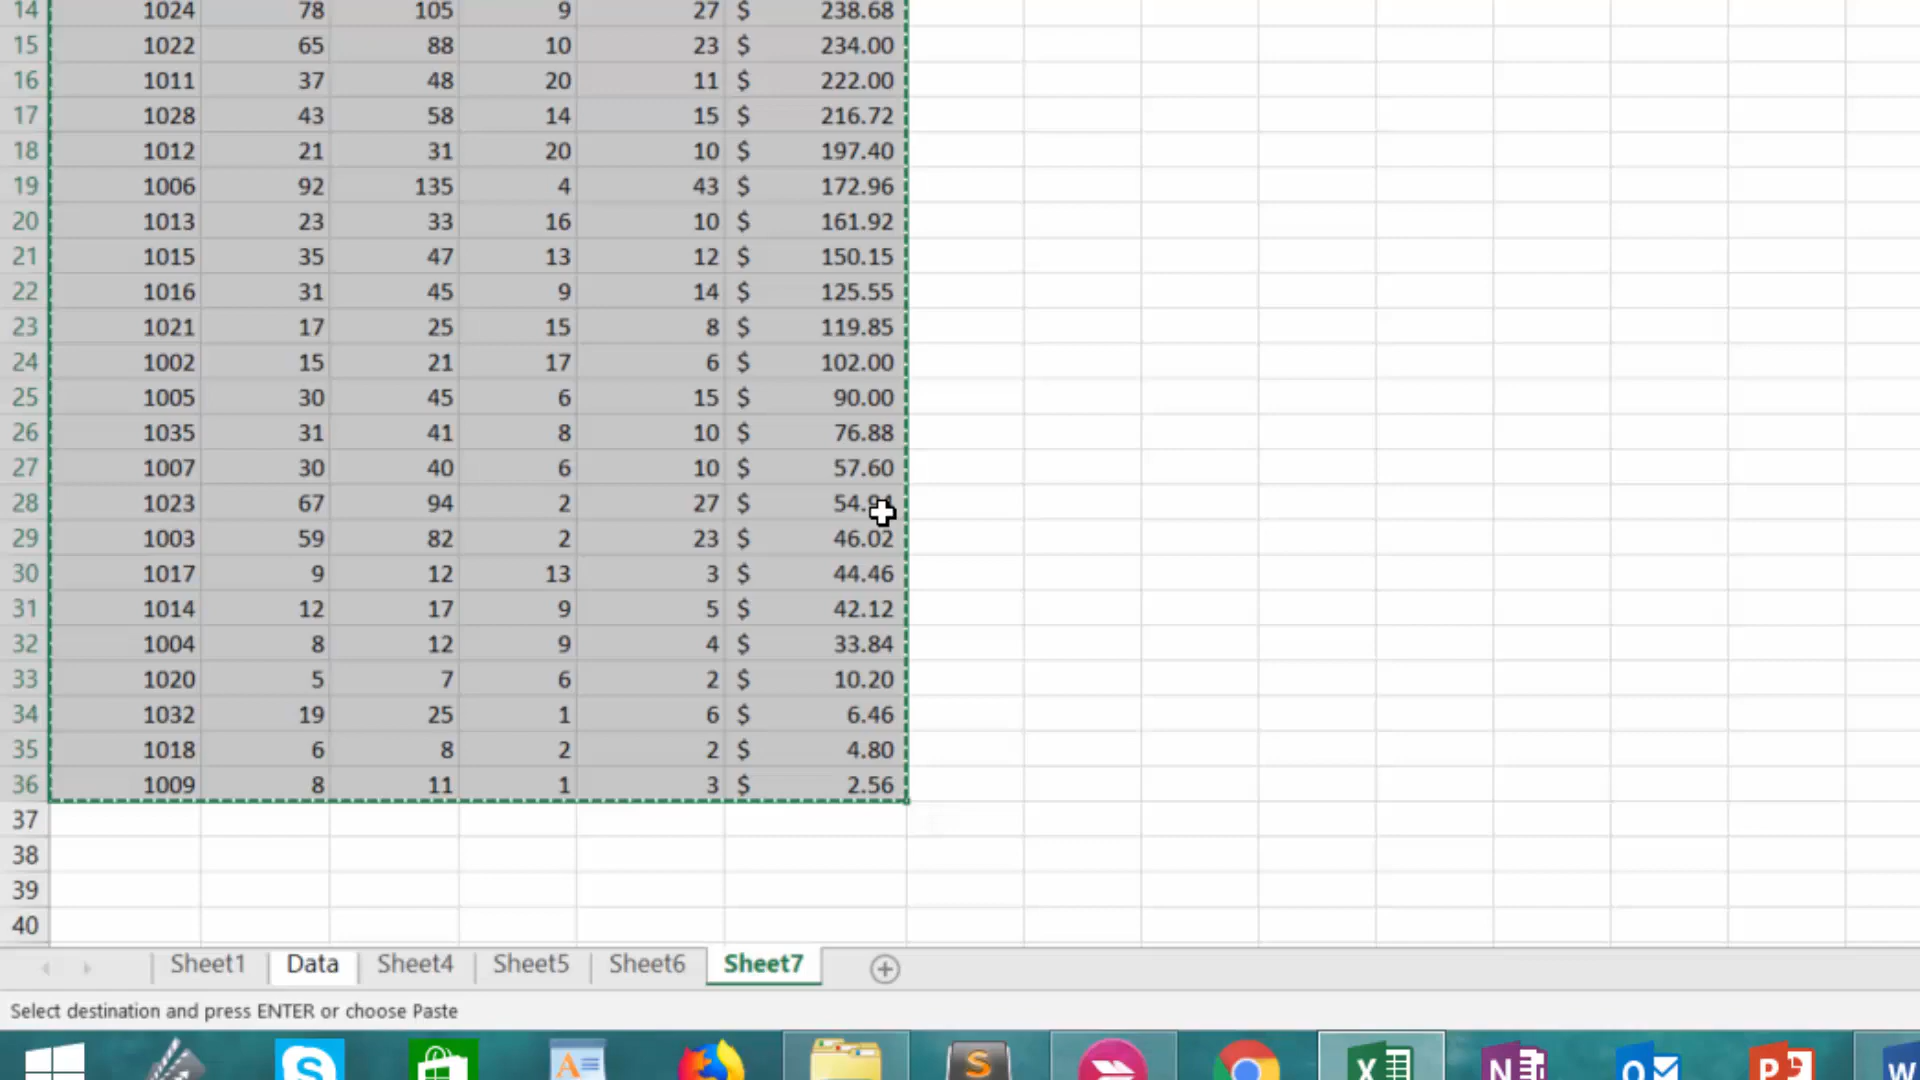 14 1024 78 105 9 27 $ 238.68
15 1022 65 88 10 23 $ 234.00
16 1011 37 48 20 11 $ 222.00
17 1028 43 58 14 15 $ 216.72
18 1012 21 31 20 10 $ 197.40
19 1006 92 135 4 43 $ 172.96
20 1013 23 33 16 10 $ 161.92
21 1015 35 47 13 12 $ 150.15
22 1016 31 45 9 14 $ 125.55
23 1021 17 25 15 8 $ 119.85
24 1002 15 21 17 6 $ 102.00
25 1005 30 45 6 15 $ 90.00
26 1035 31 41 8 10 $ 76.88
27 1007 30 40 6 10 $ 57.60
28 1023 67 94 2 27 $
29 1003 59 82 2 23 $ 46.02
30 1017 9 12 13 3 $ 44.46
31 1014 12 17 9 5 $ 42.12
32 1004 8 12 9 4 $ 33.84
33 1020 5 7 6 2 $ 10.20
34 1032 19 25 1 6 $ 6.46
35 1018 6 8 2 2 $ 4.80
36 1009 8 11 1 3 $ 2.56
37
38
39
40
Sheet1 Data Sheet4 Sheet5 Sheet6 Sheet7
Select destination and press ENTER or choose Paste